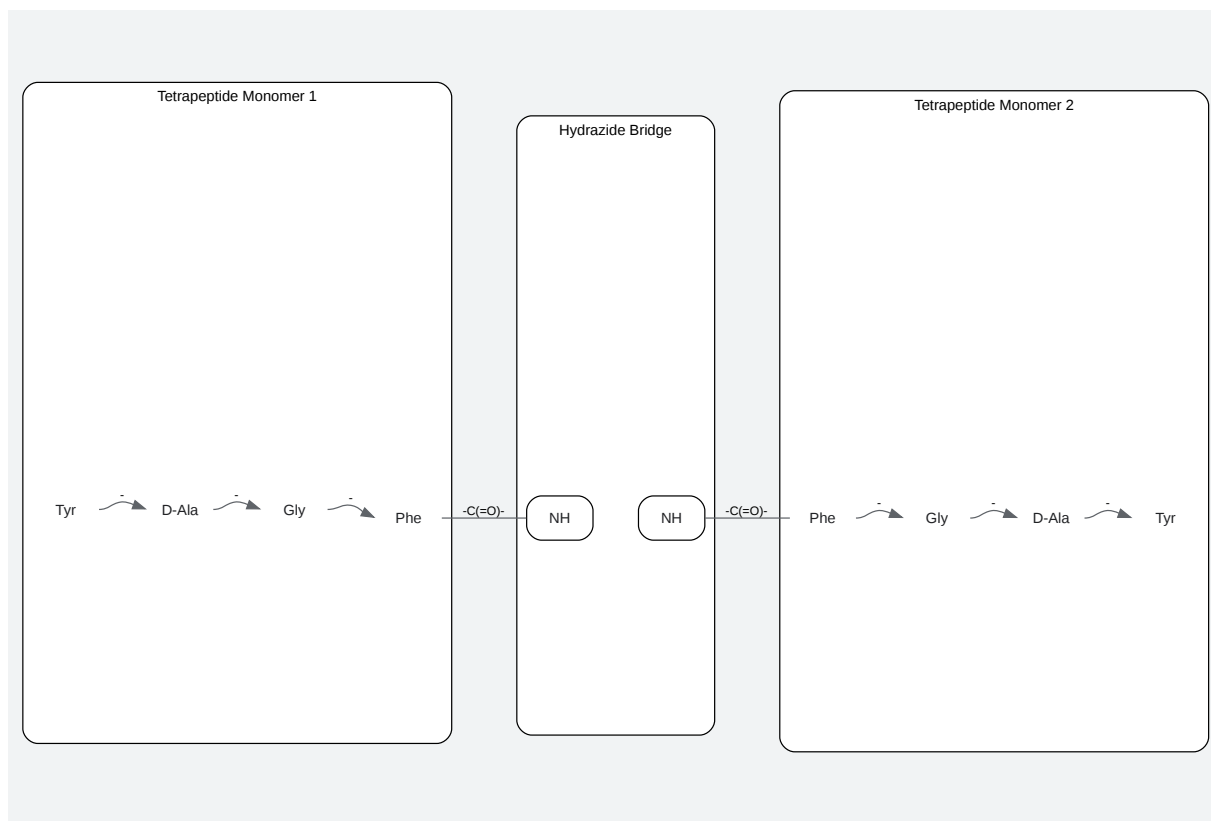 Tetrapeptide Monomer 1
Tetrapeptide Monomer 2
Hydrazide Bridge
Tyr - D-Ala - Gly - Phe -C(=O)- NH NH -C(=O)- Phe - Gly - D-Ala - Tyr